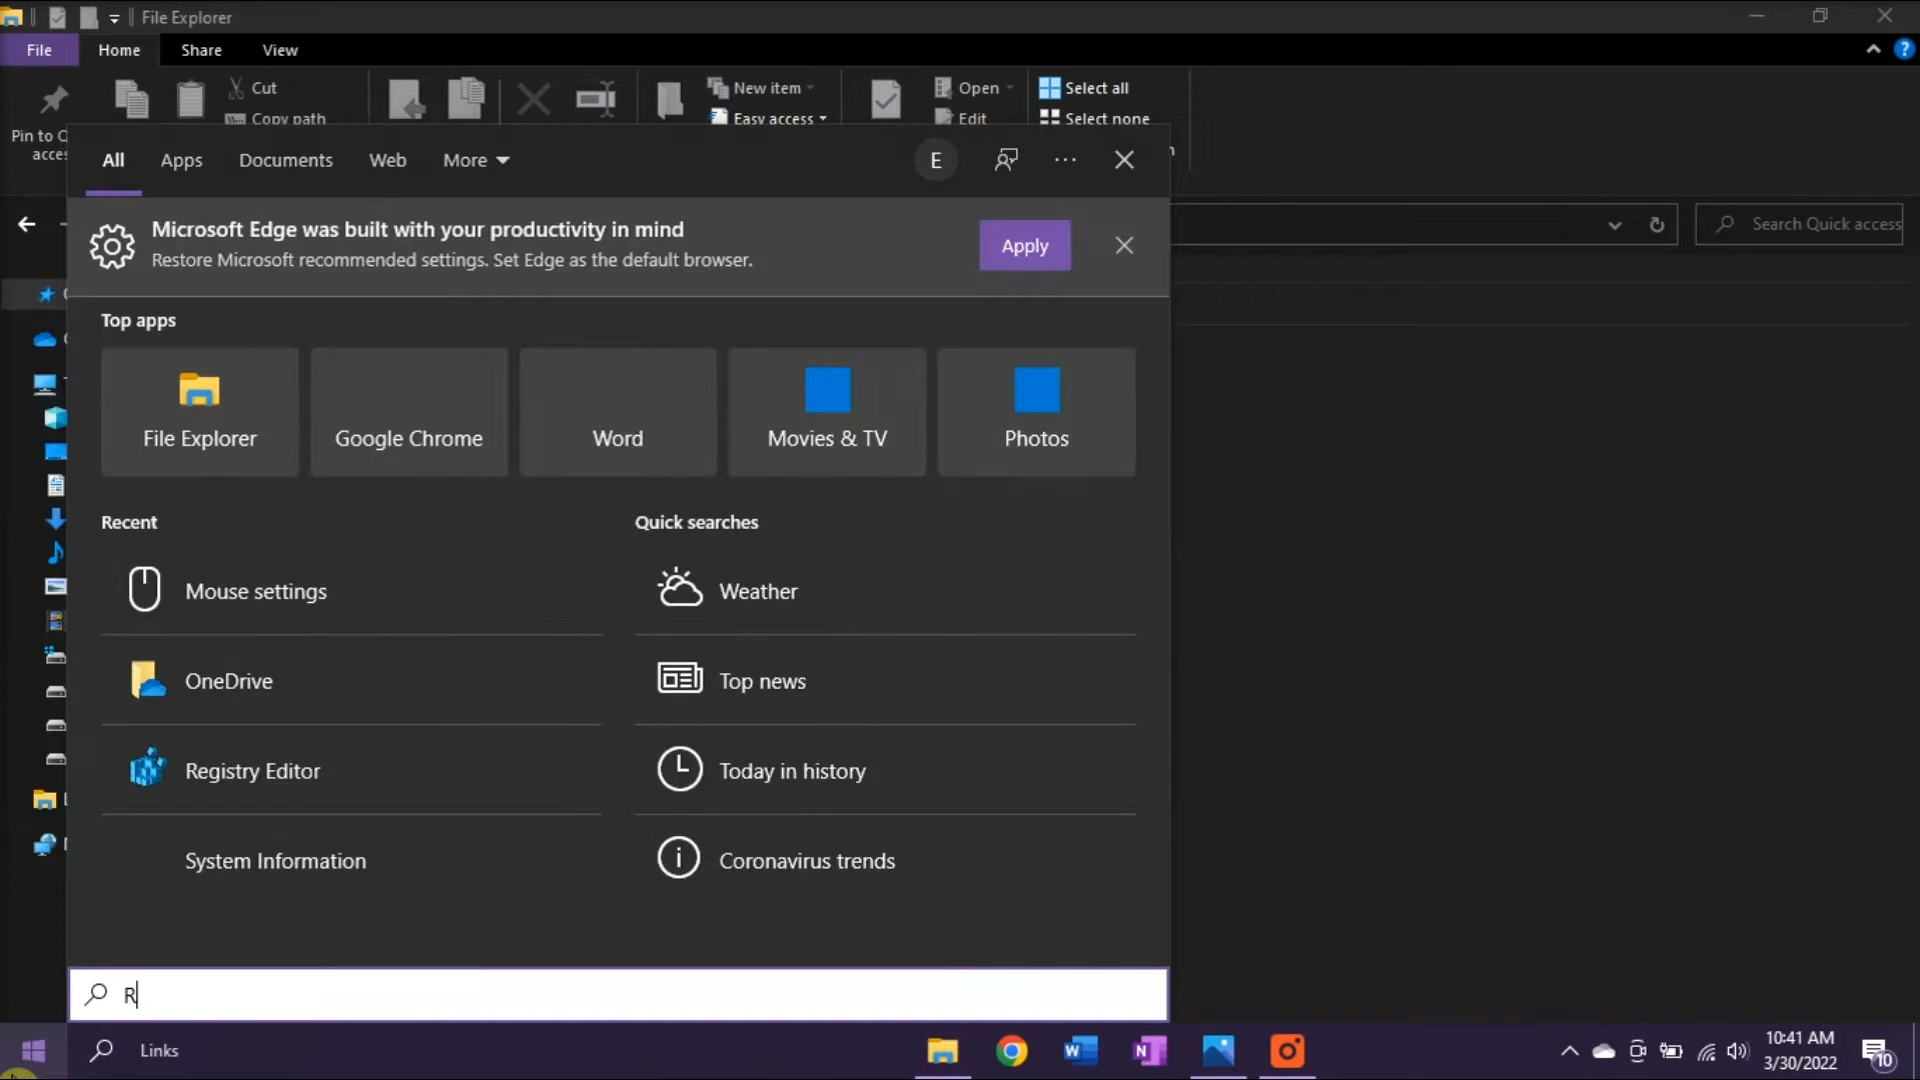 File Explorer
File
Home
Share
View
Pin to
Cut
Copy path
New item
Easy access
Open
Edit
Select all
Select none
All
Apps
Documents
Web
More
E
Microsoft Edge was built with your productivity in mind
Restore Microsoft recommended settings. Set Edge as the default browser.
Apply
Search Quick access
Top apps
File Explorer
Google Chrome
Word
Movies & TV
Photos
Recent
Quick searches
Mouse settings
Weather
OneDrive
Top news
Registry Editor
Today in history
System Information
Coronavirus trends
R
Links
10:41 AM
3/30/2022
10